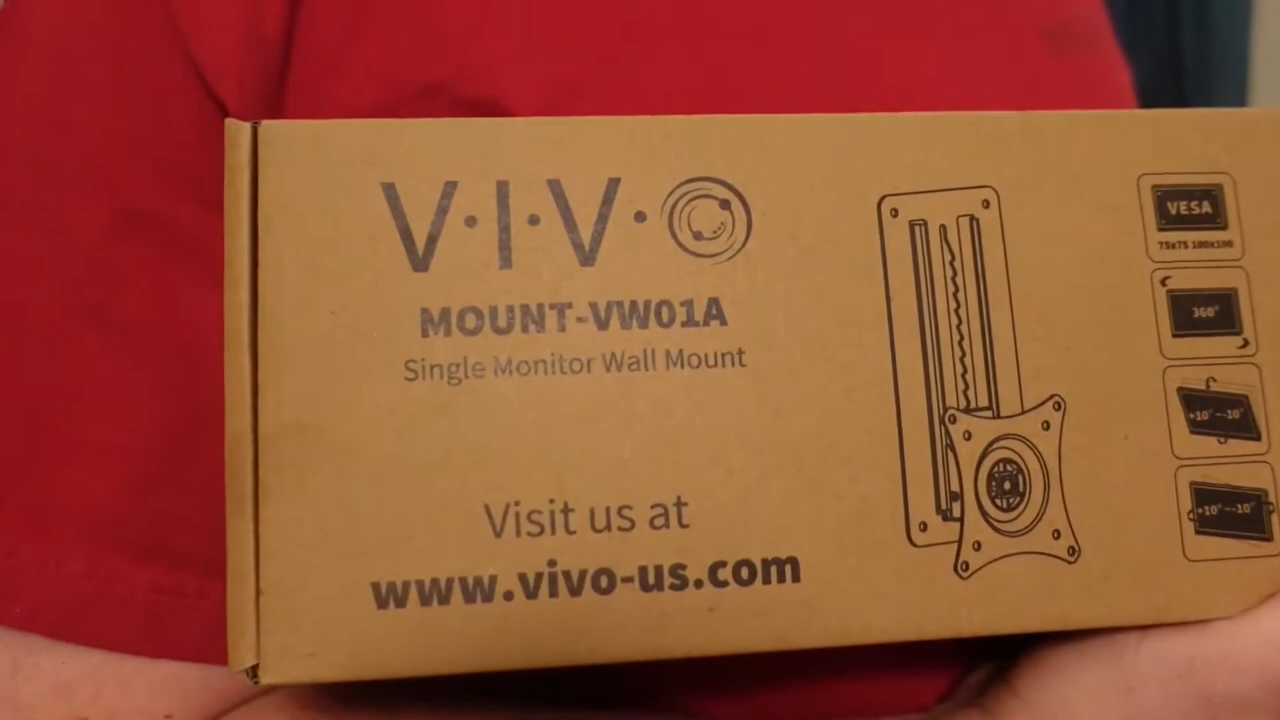 V·I·V·O
MOUNT-VW01A
Single Monitor Wall Mount
Visit us at
www.vivo-us.com
VESA
75x75 100x100
360°
+10°~-10°
+10°~-10°